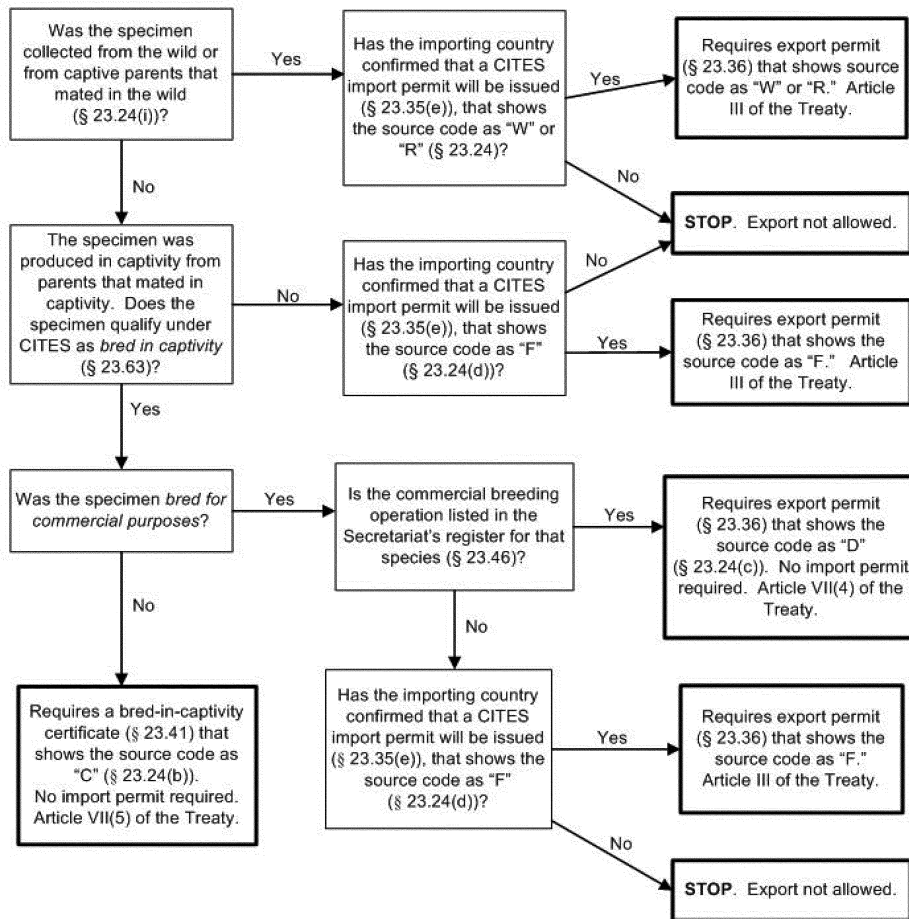 Was the specimen
collected from the wild or
from captive parents that
mated in the wild
(§ 23.24(i))?
Yes
Has the importing country
confirmed that a CITES
import permit will be issued
(§ 23.35(e)), that shows
the source code as “W” or
“R” (§ 23.24)?
Yes
Requires export permit
(§ 23.36) that shows source
code as “W” or “R.” Article
III of the Treaty.
No
No
STOP. Export not allowed.
The specimen was
produced in captivity from
parents that mated in
captivity. Does the
specimen qualify under
CITES as bred in captivity
(§ 23.63)?
No
Has the importing country
confirmed that a CITES
import permit will be issued
(§ 23.35(e)), that shows
the source code as “F”
(§ 23.24(d))?
No
Yes
Requires export permit
(§ 23.36) that shows the
source code as “F.” Article
III of the Treaty.
Yes
Was the specimen bred for
commercial purposes?
Yes
Is the commercial breeding
operation listed in the
Secretariat’s register for that
species (§ 23.46)?
Yes
Requires export permit
(§ 23.36) that shows the
source code as “D”
(§ 23.24(c)). No import permit
required. Article VII(4) of the
Treaty.
No
No
Requires a bred-in-captivity
certificate (§ 23.41) that
shows the source code as
“C” (§ 23.24(b)).
No import permit required.
Article VII(5) of the Treaty.
Has the importing country
confirmed that a CITES
import permit will be issued
(§ 23.35(e)), that shows the
source code as “F”
(§ 23.24(d))?
Yes
Requires export permit
(§ 23.36) that shows the
source code as “F.”
Article III of the Treaty.
No
STOP. Export not allowed.